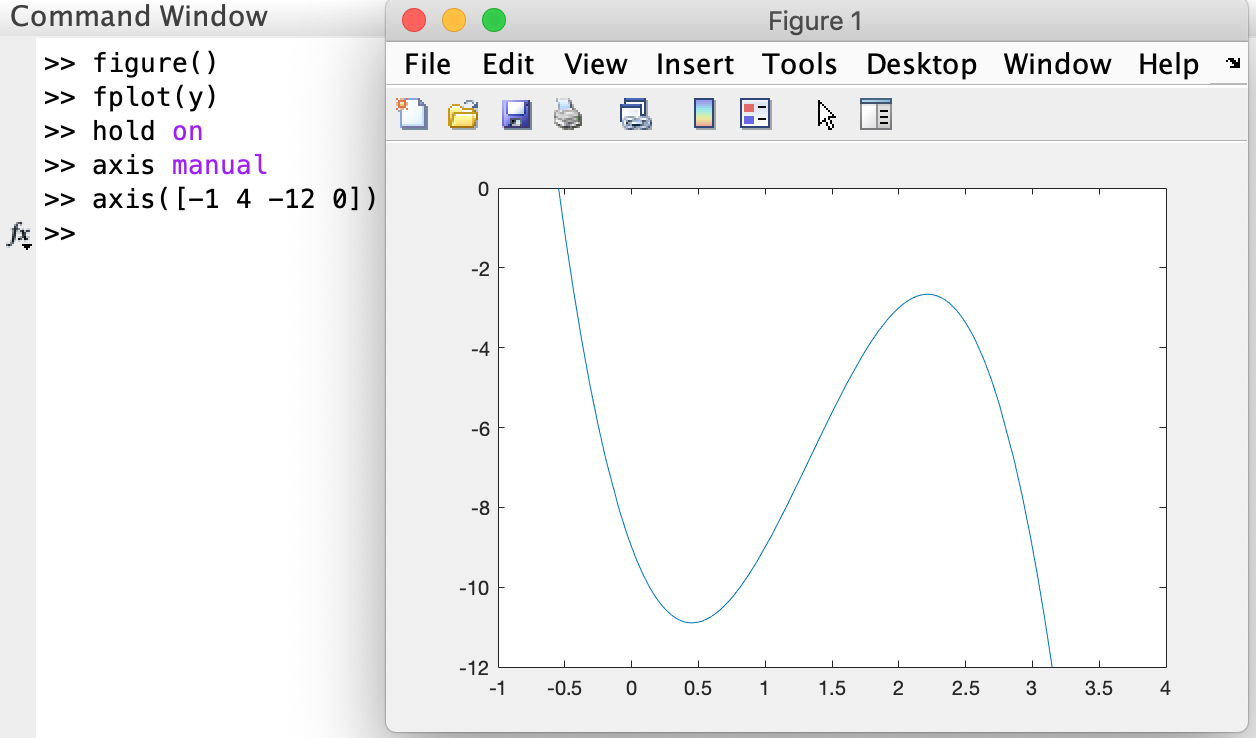 Command Window
>> figure()
>> fplot(y)
>> hold on
>> axis manual
>> axis([-1 4 -12 0])
fx >>
Figure 1
File Edit View Insert Tools Desktop Window Help
0
-2
-4
-6
-8
-10
-12
-1 -0.5 0 0.5 1 1.5 2 2.5 3 3.5 4